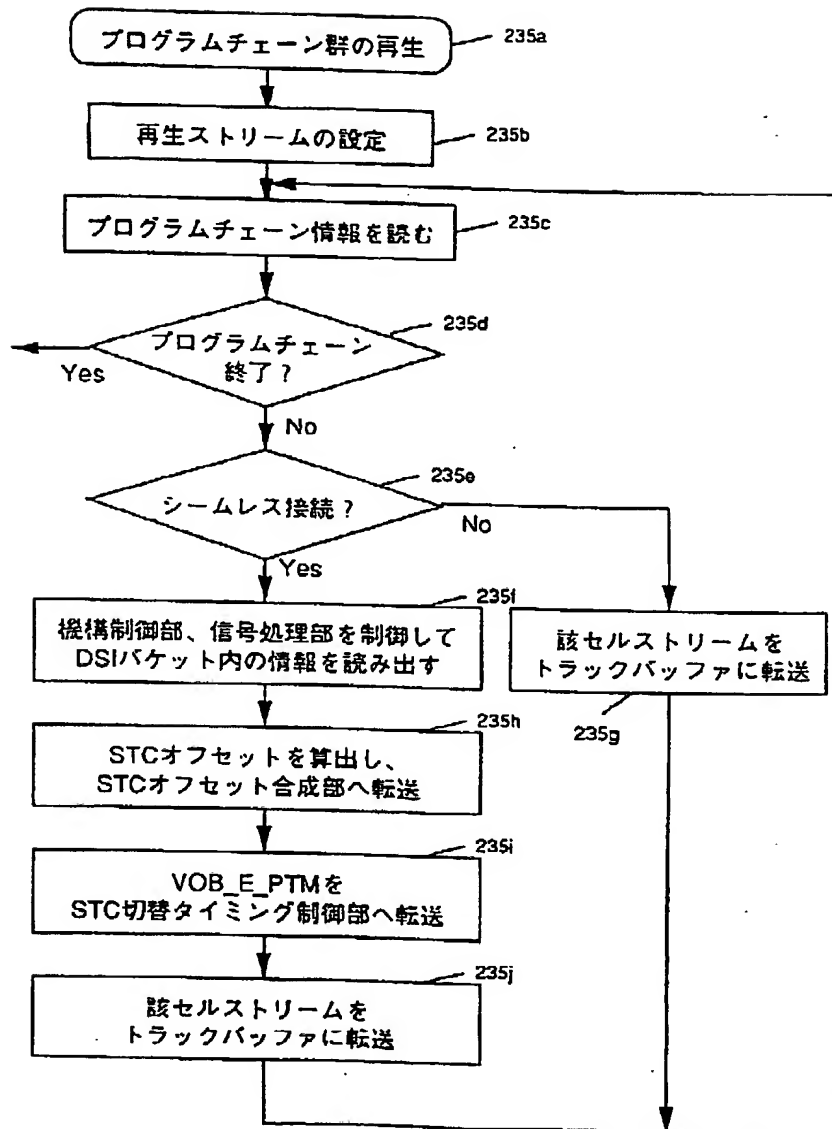 プログラムチェーン群の再生
235a
再生ストリームの設定
235b
プログラムチェーン情報を読む
235c
プログラムチェーン
終了?
235d
Yes
No
シームレス接続?
235e
No
Yes
機構制御部、信号処理部を制御して
DSIパケット内の情報を読み出す
235f
該セルストリームを
トラックバッファに転送
235g
STCオフセットを算出し、
STCオフセット合成部へ転送
235h
VOB_E_PTMを
STC切替タイミング制御部へ転送
235i
該セルストリームを
トラックバッファに転送
235j